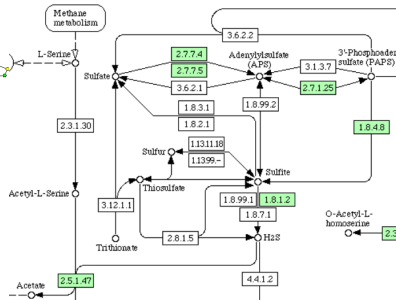 Methane
metabolism
3.6.2.2
L-Serine
2.7.7.4
Adenylylsulfate
(APS)
3'-Phosphoader
sulfate (PAPS)
3.1.3.7
Sulfate
2.7.7.5
3.6.2.1
2.7.1.25
1.8.3.1
1.8.99.2
1.8.2.1
2.3.1.30
1.8.4.8
1.13.11.18
Sulfur
1.13.99.-
Sulfite
Thiosulfate
Acetyl-L-Serine
1.8.99.1
1.8.1.2
3.12.1.1
1.8.7.1
O-Acetyl-L-
homoserine
2.8.1.5
H2S
2.3
Trithionate
2.5.1.47
4.4.1.2
Acetate